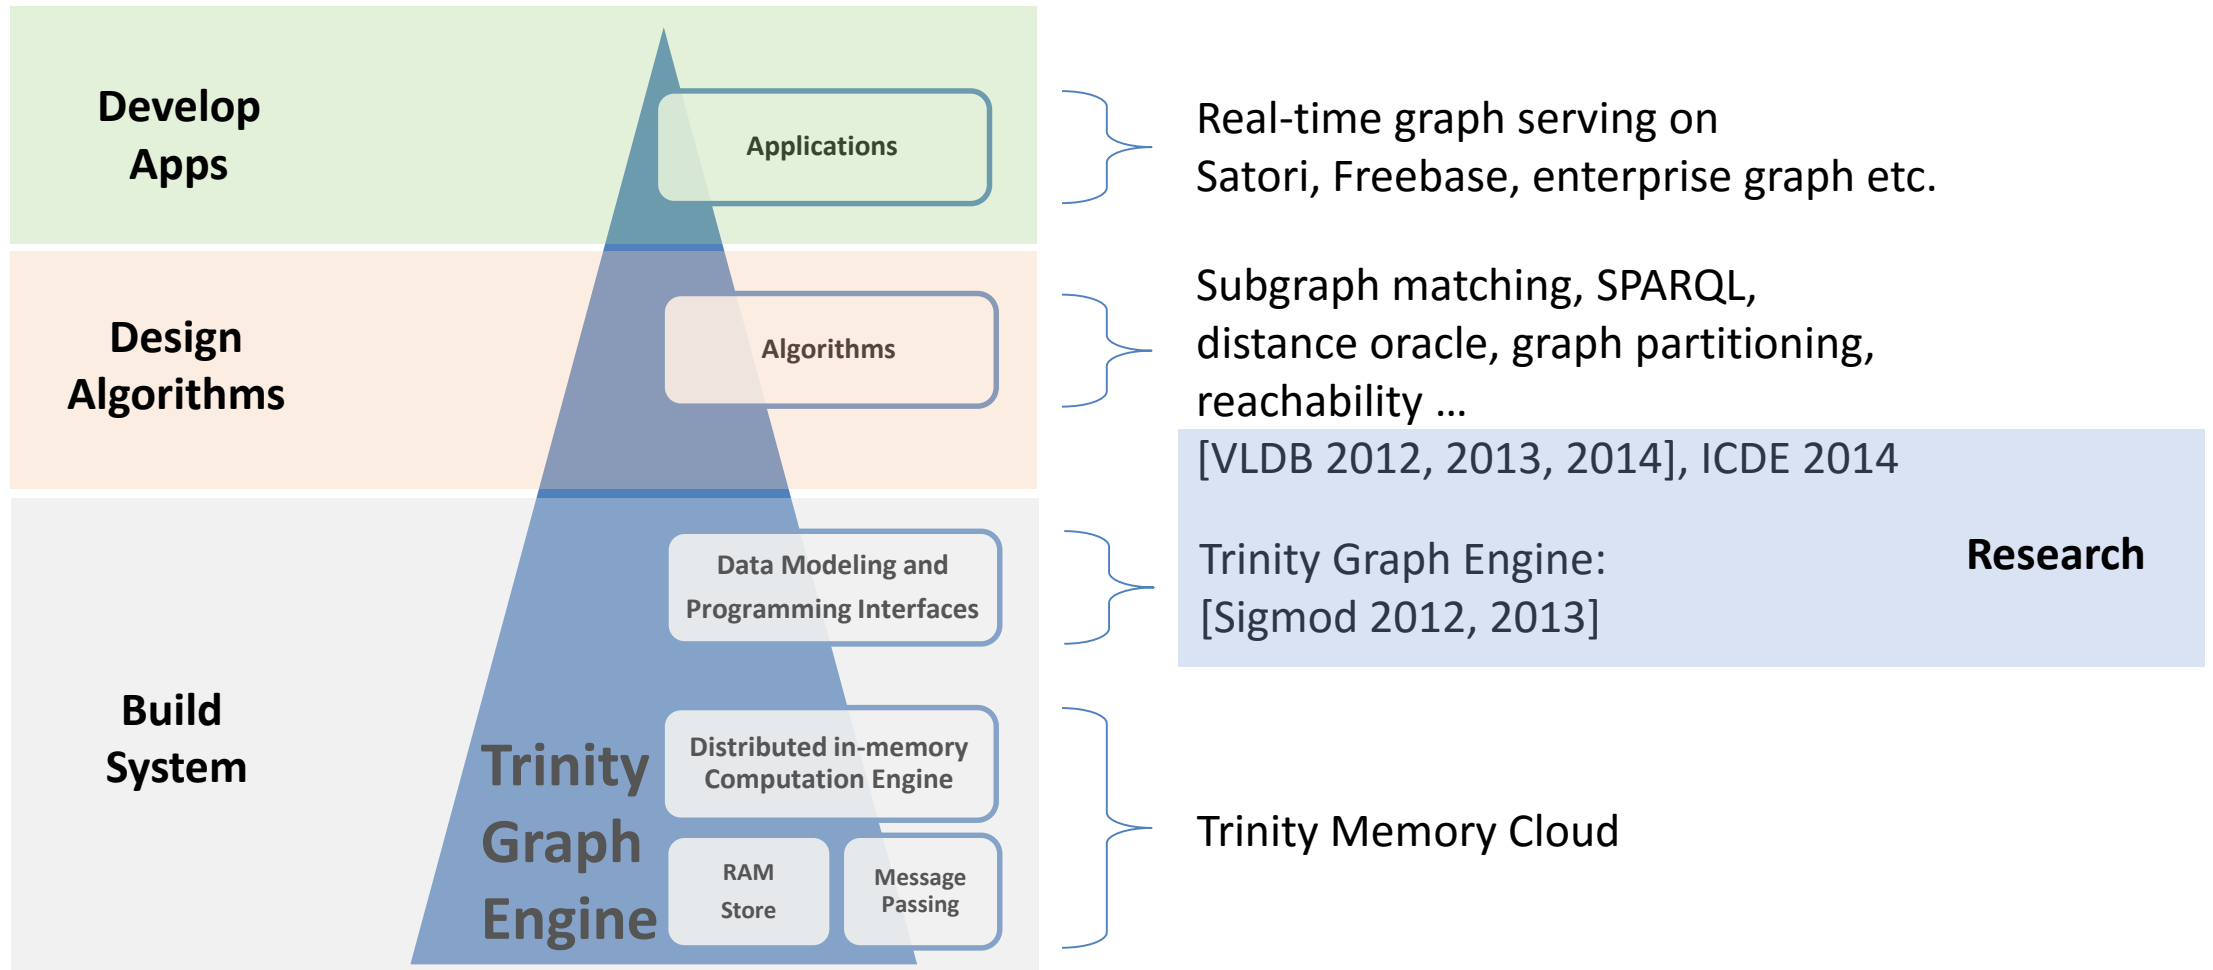 Develop
Apps
Applications
Real-time graph serving on
Satori, Freebase, enterprise graph etc.
Design
Algorithms
Algorithms
Subgraph matching, SPARQL,
distance oracle, graph partitioning,
reachability ...
[VLDB 2012, 2013, 2014], ICDE 2014
Build
System
Trinity
Graph
Engine
Data Modeling and
Programming Interfaces
Trinity Graph Engine:
[Sigmod 2012, 2013]
Research
Distributed in-memory
Computation Engine
RAM
Store
Message
Passing
Trinity Memory Cloud